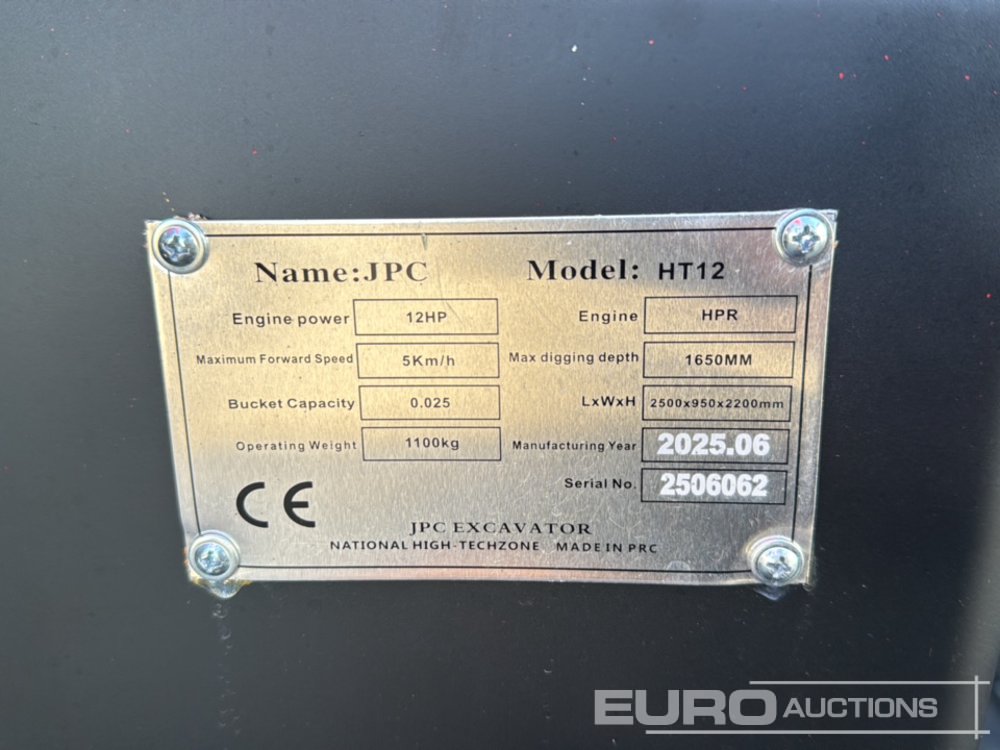 Name:JPC Model: HT12
Engine power 12HP Engine HPR
Maximum Forward Speed 5Km/h Max digging depth 1650MM
Bucket Capacity 0.025 LxWxH 2500x950x2200mm
Operating Weight 1100kg Manufacturing Year 2025.06
Serial No. 2506062
CE
JPC EXCAVATOR
NATIONAL HIGH-TECHZONE MADE IN PRC
EURO AUCTIONS